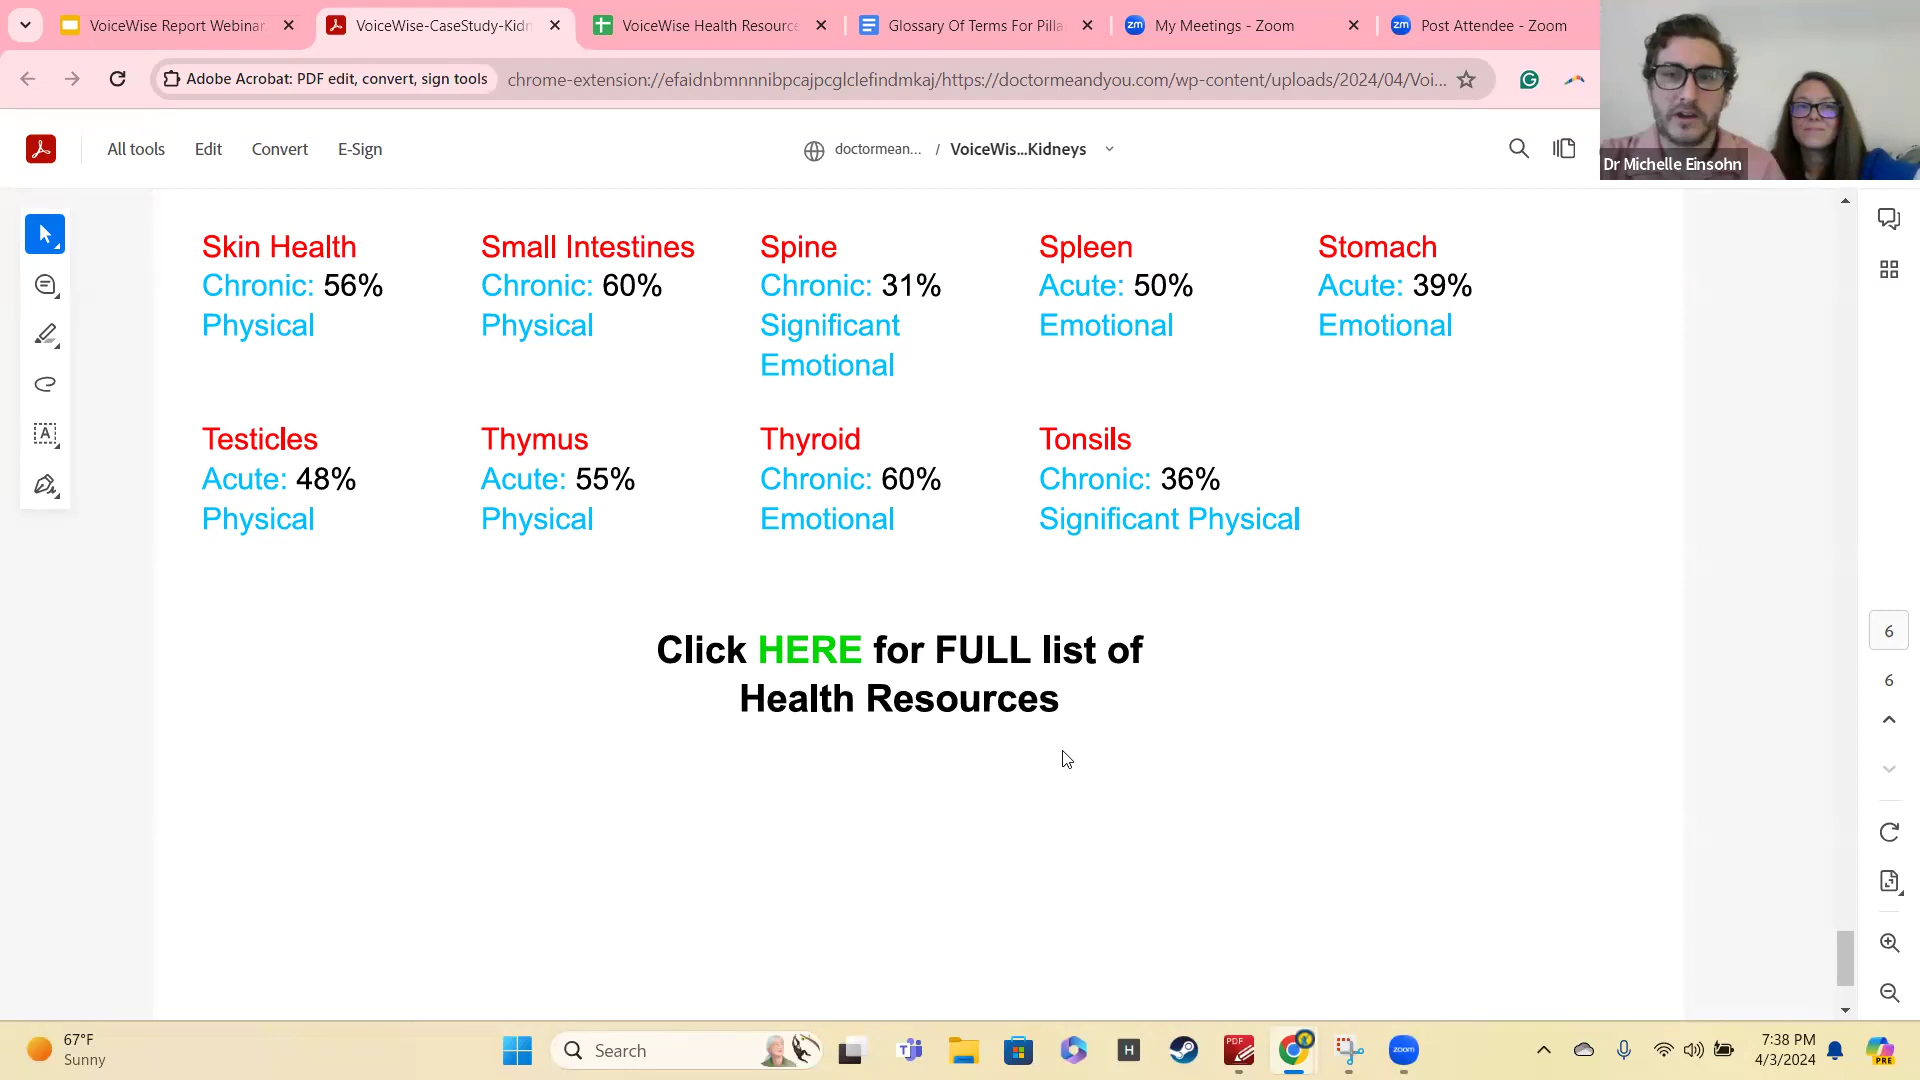 VoiceWise Report Webinar
VoiceWise-CaseStudy-Kidn
VoiceWise Health Resource
Glossary Of Terms For Pilla
zm My Meetings - Zoom
zm Post Attendee - Zoom
Adobe Acrobat: PDF edit, convert, sign tools
chrome-extension://efaidnbmnnnibpcajpcglclefindmkaj/https://doctormeandyou.com/wp-content/uploads/2024/04/Voi...
Dr Michelle Einsohn
All tools Edit Convert E-Sign
doctormean... / VoiceWis...Kidneys
Skin Health
Chronic: 56%
Physical
Small Intestines
Chronic: 60%
Physical
Spine
Chronic: 31%
Significant
Emotional
Spleen
Acute: 50%
Emotional
Stomach
Acute: 39%
Emotional
Testicles
Acute: 48%
Physical
Thymus
Acute: 55%
Physical
Thyroid
Chronic: 60%
Emotional
Tonsils
Chronic: 36%
Significant Physical
Click HERE for FULL list of
Health Resources
6
6
67°F
Sunny
Search
H
PDF
zoom
7:38 PM
4/3/2024
PRE